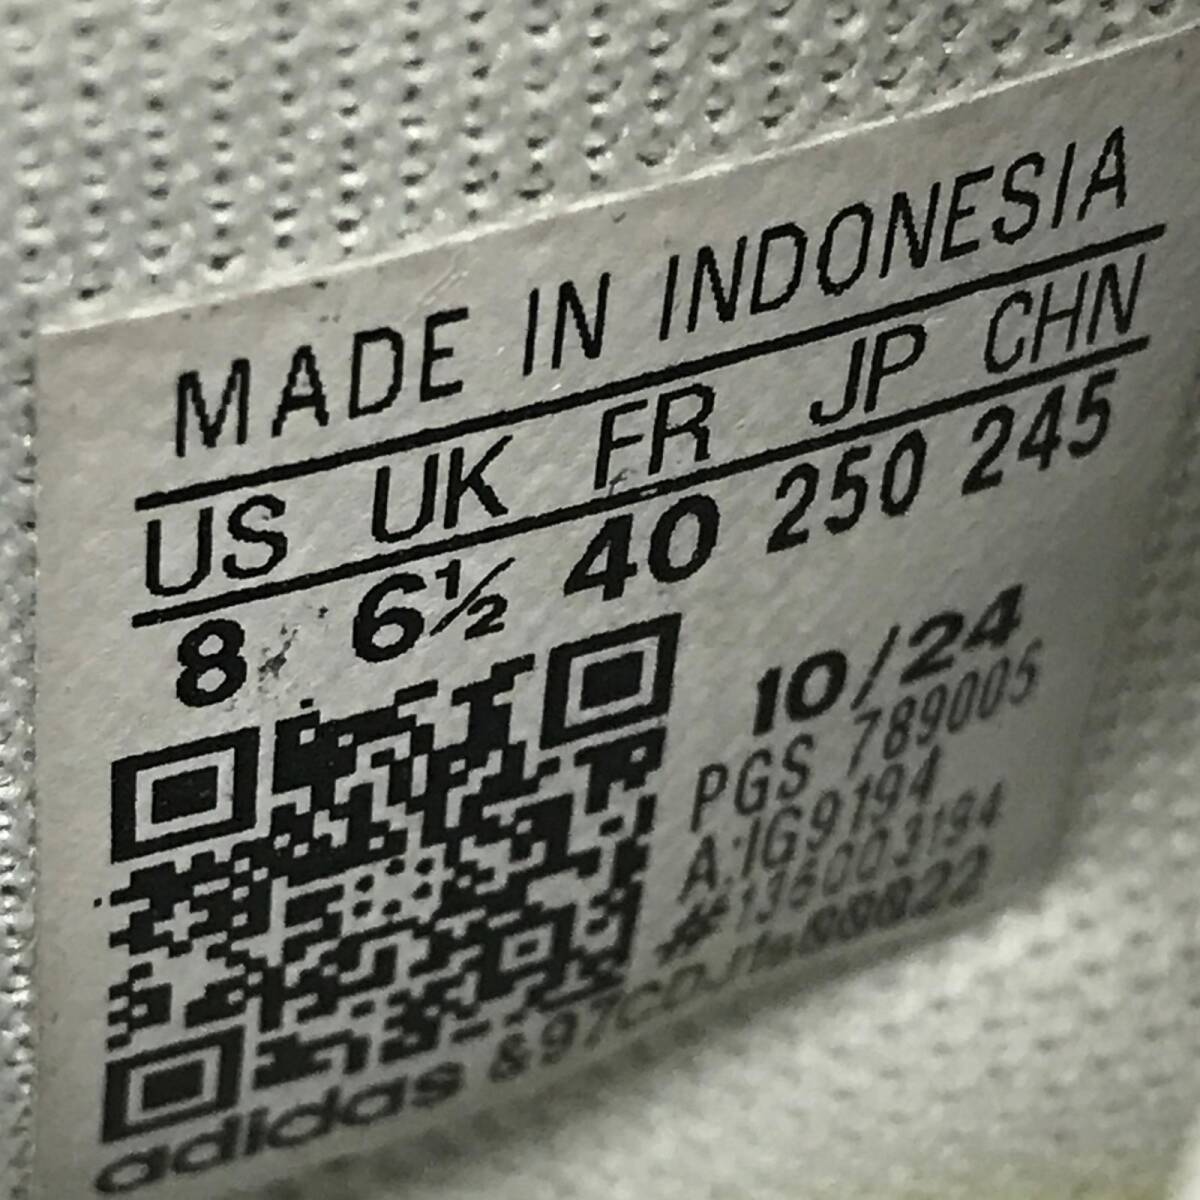 MADE IN INDONESIA
US UK FR JP CHN
8 6½ 40 250 245
10/24
PGS 789005
A:IG9194
#1350003194
adidas